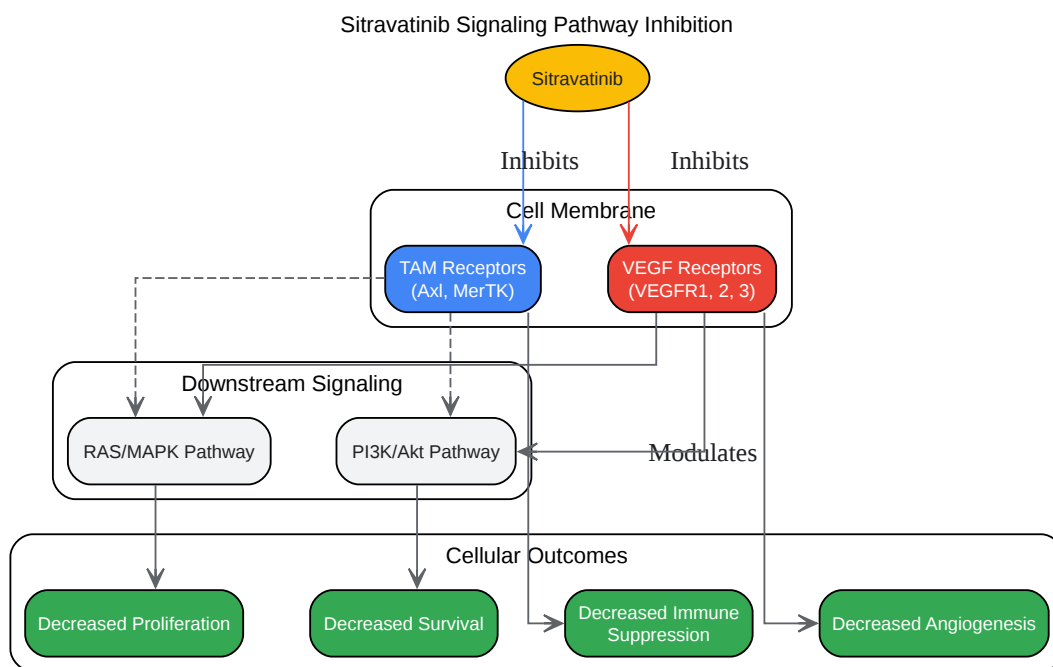 Sitravatinib Signaling Pathway Inhibition
Sitravatinib
Inhibits
Inhibits
Cell Membrane
TAM Receptors
(Axl, MerTK)
VEGF Receptors
(VEGFR1, 2, 3)
Downstream Signaling
RAS/MAPK Pathway
PI3K/Akt Pathway
Modulates
Cellular Outcomes
Decreased Proliferation
Decreased Survival
Decreased Immune
Suppression
Decreased Angiogenesis